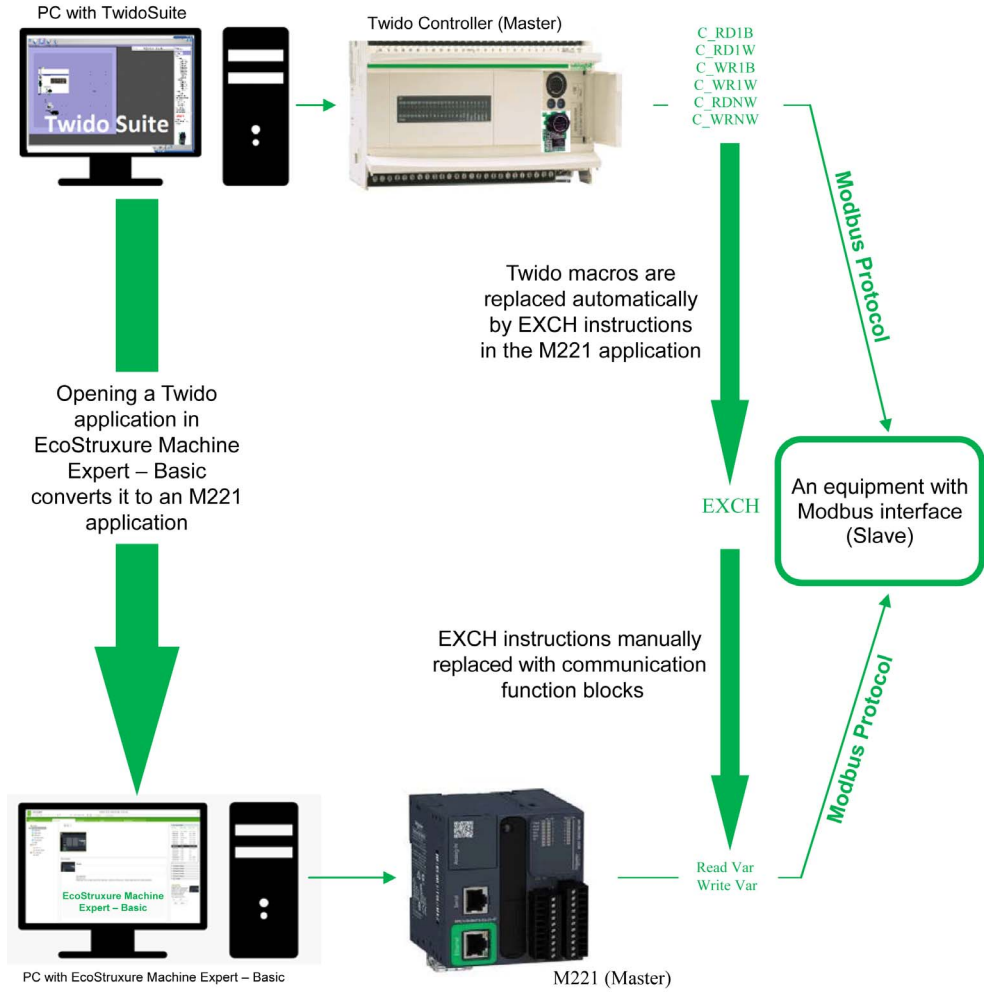 PC with TwidoSuite
Twido Controller (Master)
C_RD1B
C_RD1W
C_WR1B
C_WR1W
C_RDNW
C_WRNW
Twido Suite
Modbus Protocol
Twido macros are
replaced automatically
by EXCH instructions
in the M221 application
Opening a Twido
application in
EcoStruxure Machine
Expert – Basic
converts it to an M221
application
EXCH
An equipment with
Modbus interface
(Slave)
EXCH instructions manually
replaced with communication
function blocks
Modbus Protocol
EcoStruxure Machine
Expert – Basic
Serial
Ethernet
Read Var
Write Var
PC with EcoStruxure Machine Expert – Basic
M221 (Master)